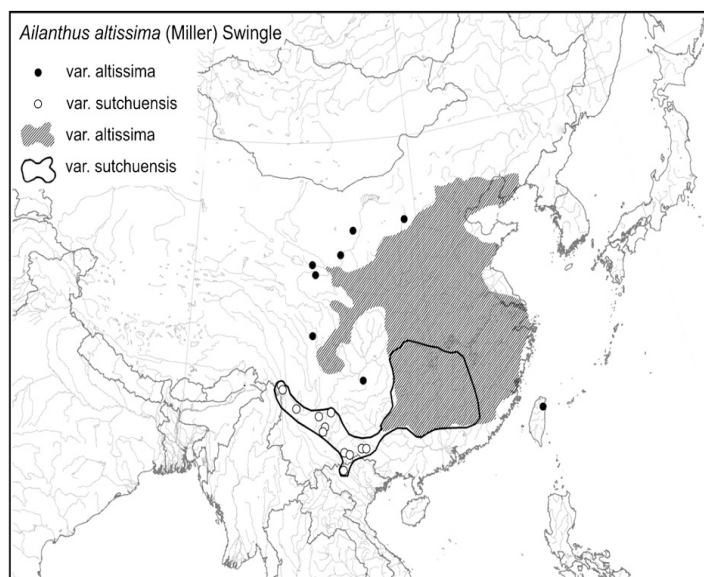 Ailanthus altissima (Miller) Swingle
var. altissima
var. sutchuensis
var. altissima
var. sutchuensis